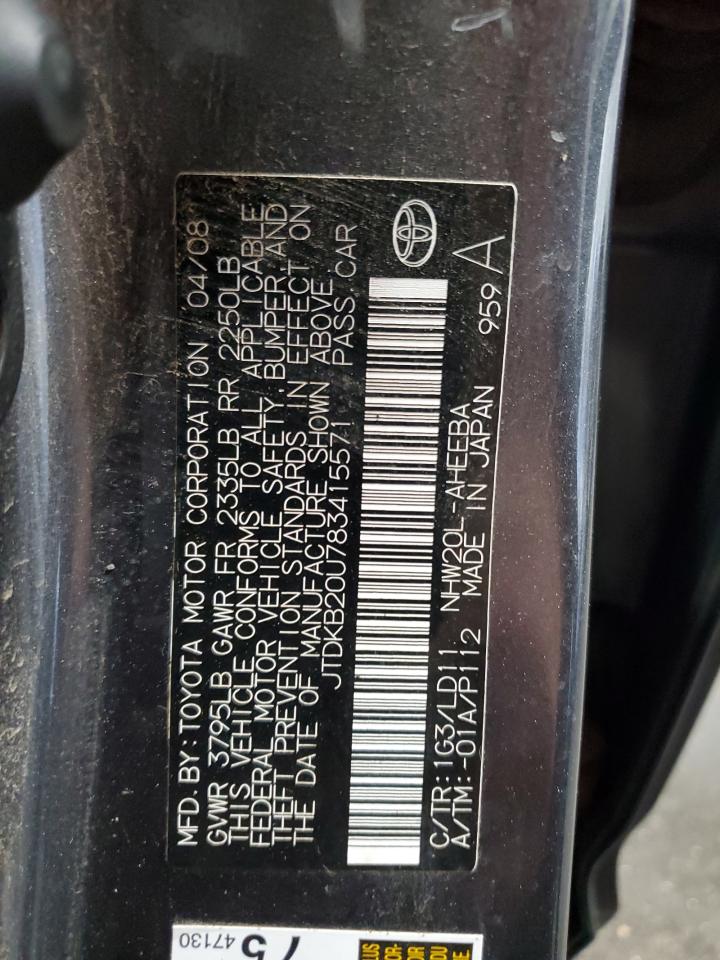 MFD.BY:TOYOTA MOTOR CORPORATION 04/08
GVWR 3795LB GAWR FR 2335LB RR 2250LB
THIS VEHICLE CONFORMS TO ALL APPLICABLE
FEDERAL MOTOR VEHICLE SAFETY,BUMPER,AND
THEFT PREVENTION STANDARDS IN EFFECT ON
THE DATE OF MANUFACTURE SHOWN ABOVE
JTDKB20U783415571 PASS.CAR
C/TR:1G3/LD11 NHW20L-AHEEBA
A/TM:-01A/P112 MADE IN JAPAN 959 A
75
47130